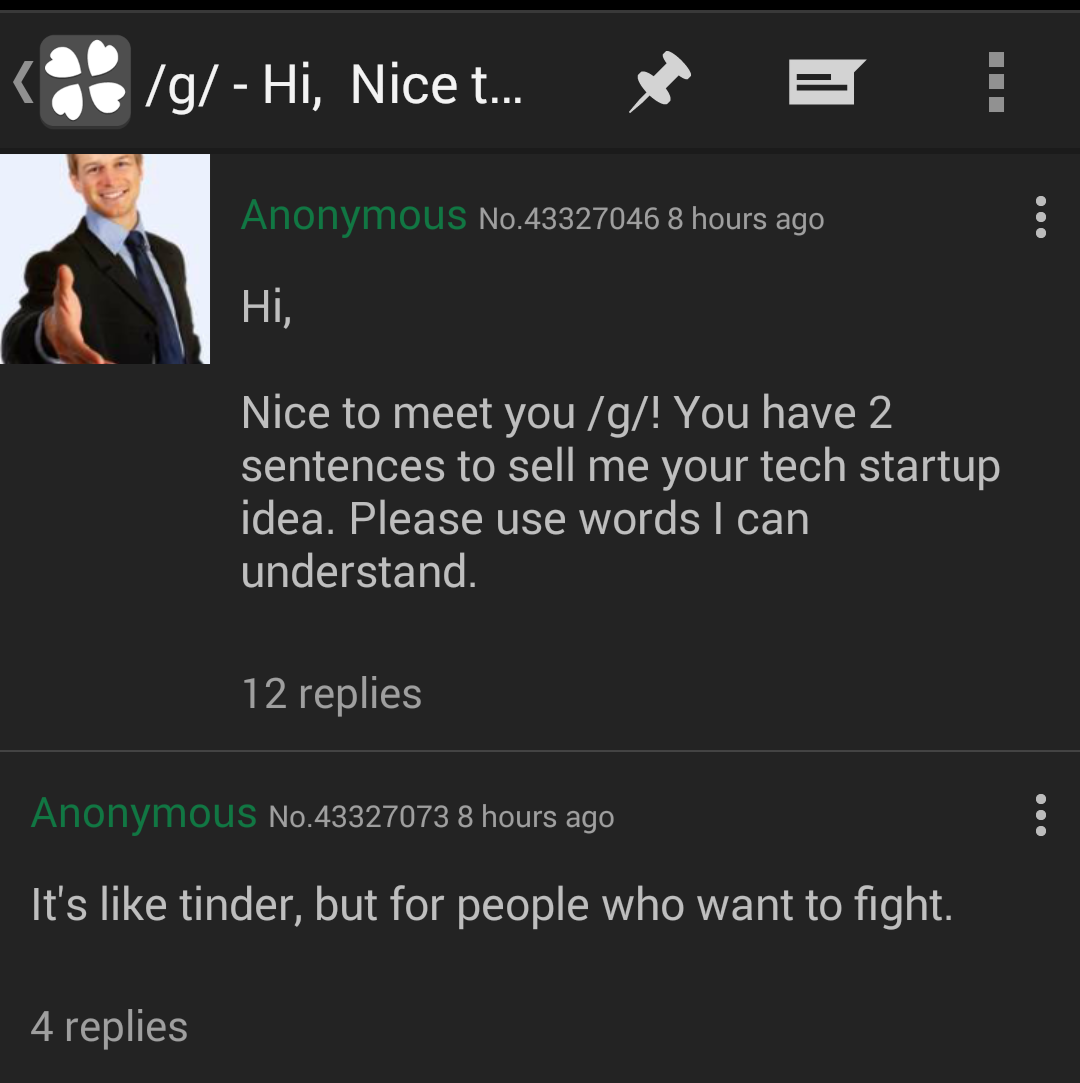 /g/ - Hi,  Nice t...
Anonymous No.43327046 8 hours ago
Hi,
Nice to meet you /g/! You have 2
sentences to sell me your tech startup
idea. Please use words I can
understand.
12 replies
Anonymous No.43327073 8 hours ago
It's like tinder, but for people who want to fight.
4 replies